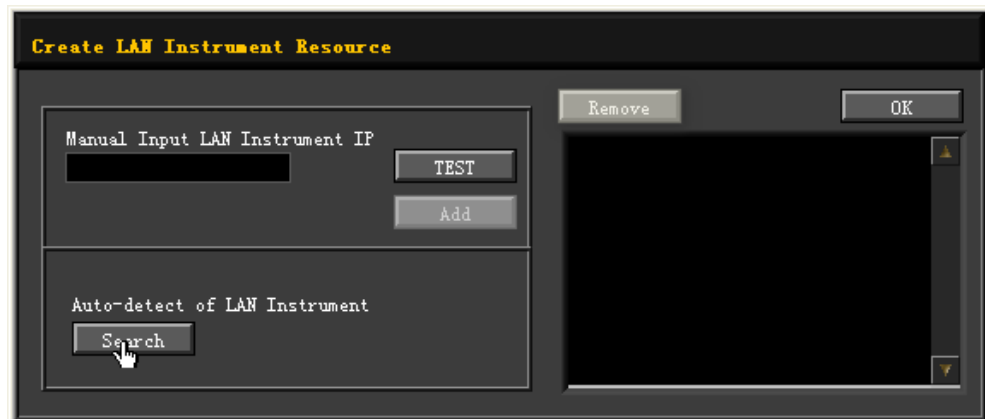 Create LAN Instrument Resource
Manual Input LAN Instrument IP
TEST
Add
Auto-detect of LAN Instrument
Search
Remove
OK